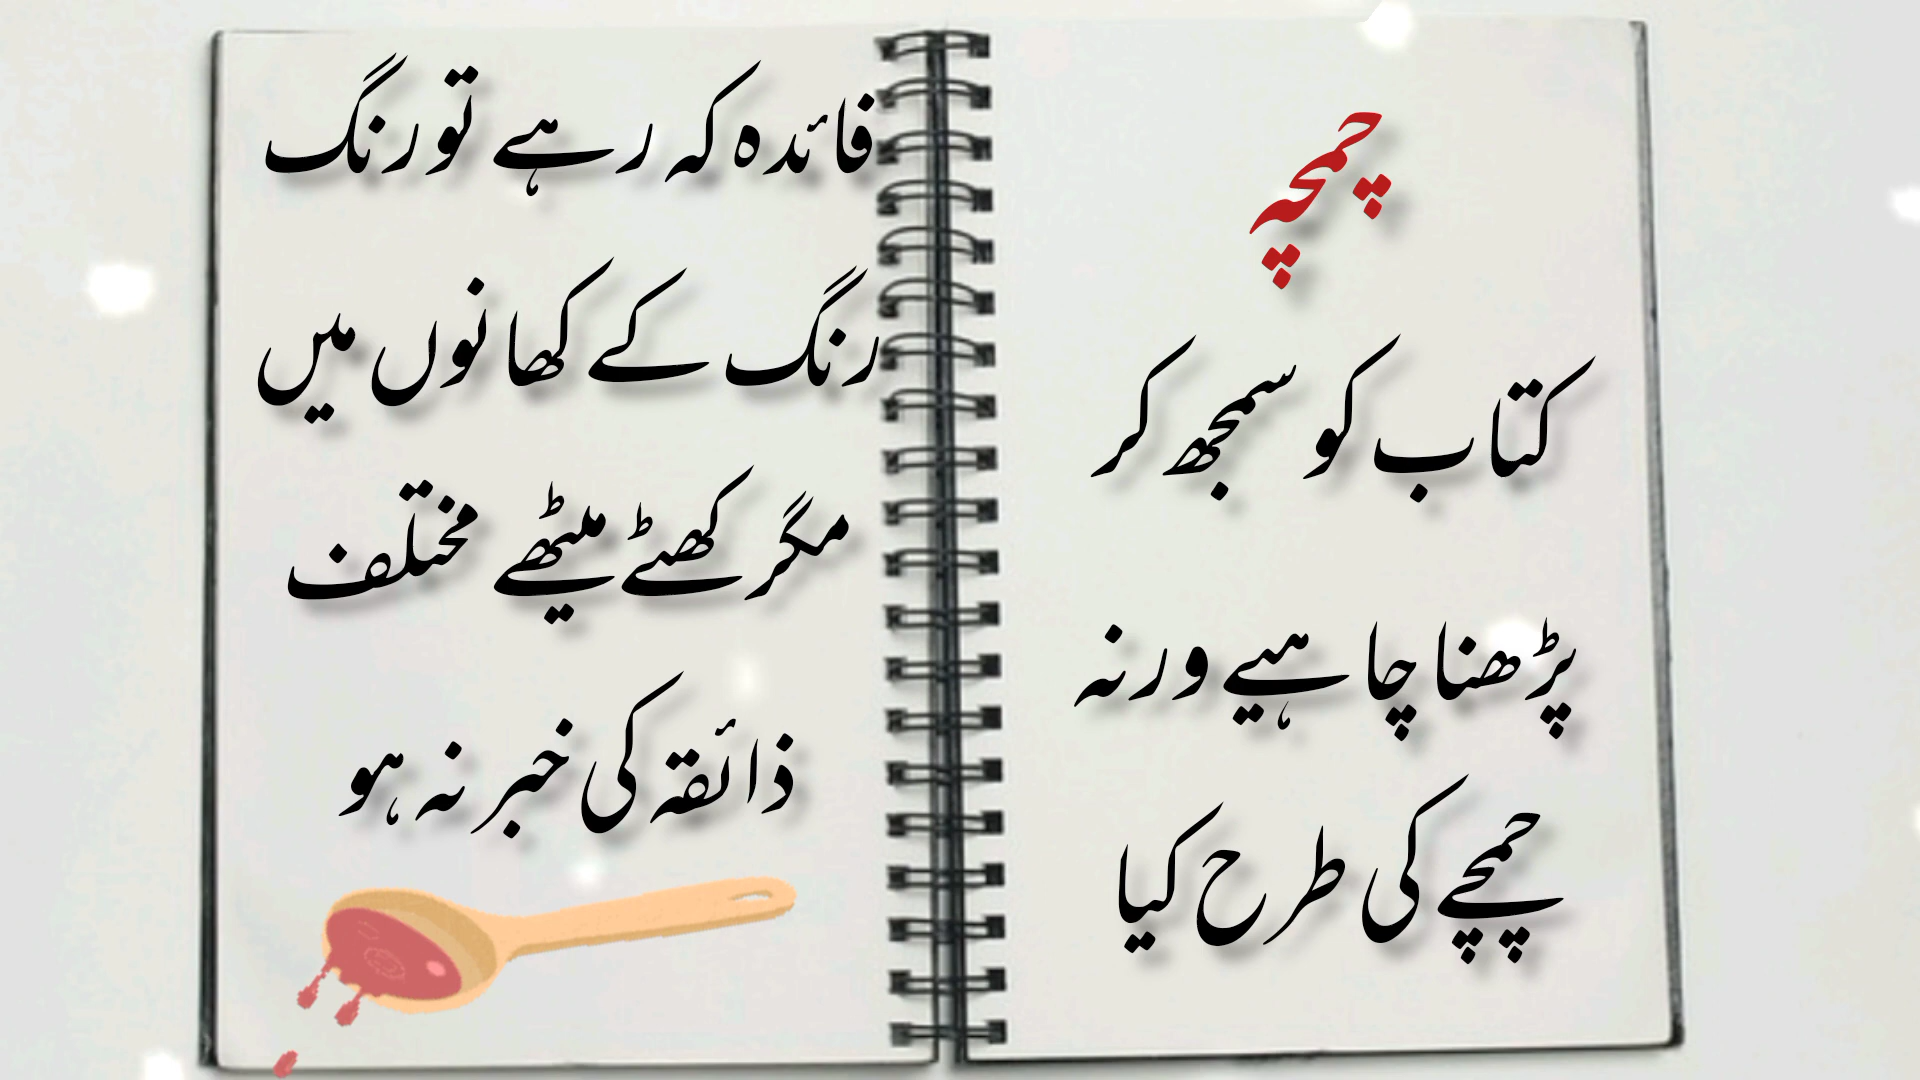 چمچہ
کتاب کو سمجھ کر
پڑھنا چاہیے ورنہ
چمچے کی طرح کیا
فائدہ کہ رہے تو رنگ
رنگ کے کھانوں میں
مگر کھٹے میٹھے مختلف
ذائقہ کی خبر نہ ہو